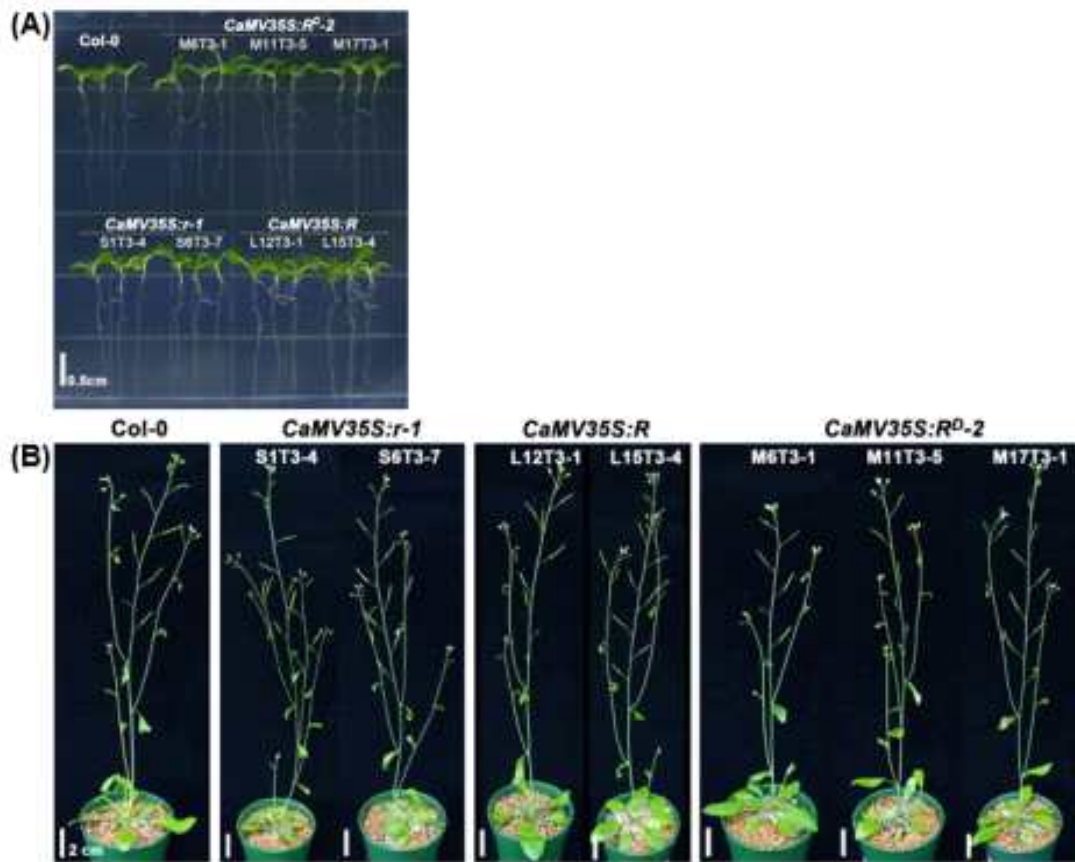 (A)
CaMV35S:Rᴰ-2
Col-0 M6T3-1 M11T3-5 M17T3-1
CaMV35S:r-1 CaMV35S:R
S1T3-4 S6T3-7 L12T3-1 L15T3-4
0.5cm
Col-0 CaMV35S:r-1 CaMV35S:R CaMV35S:Rᴰ-2
(B)
S1T3-4 S6T3-7 L12T3-1 L15T3-4 M6T3-1 M11T3-5 M17T3-1
2 cm